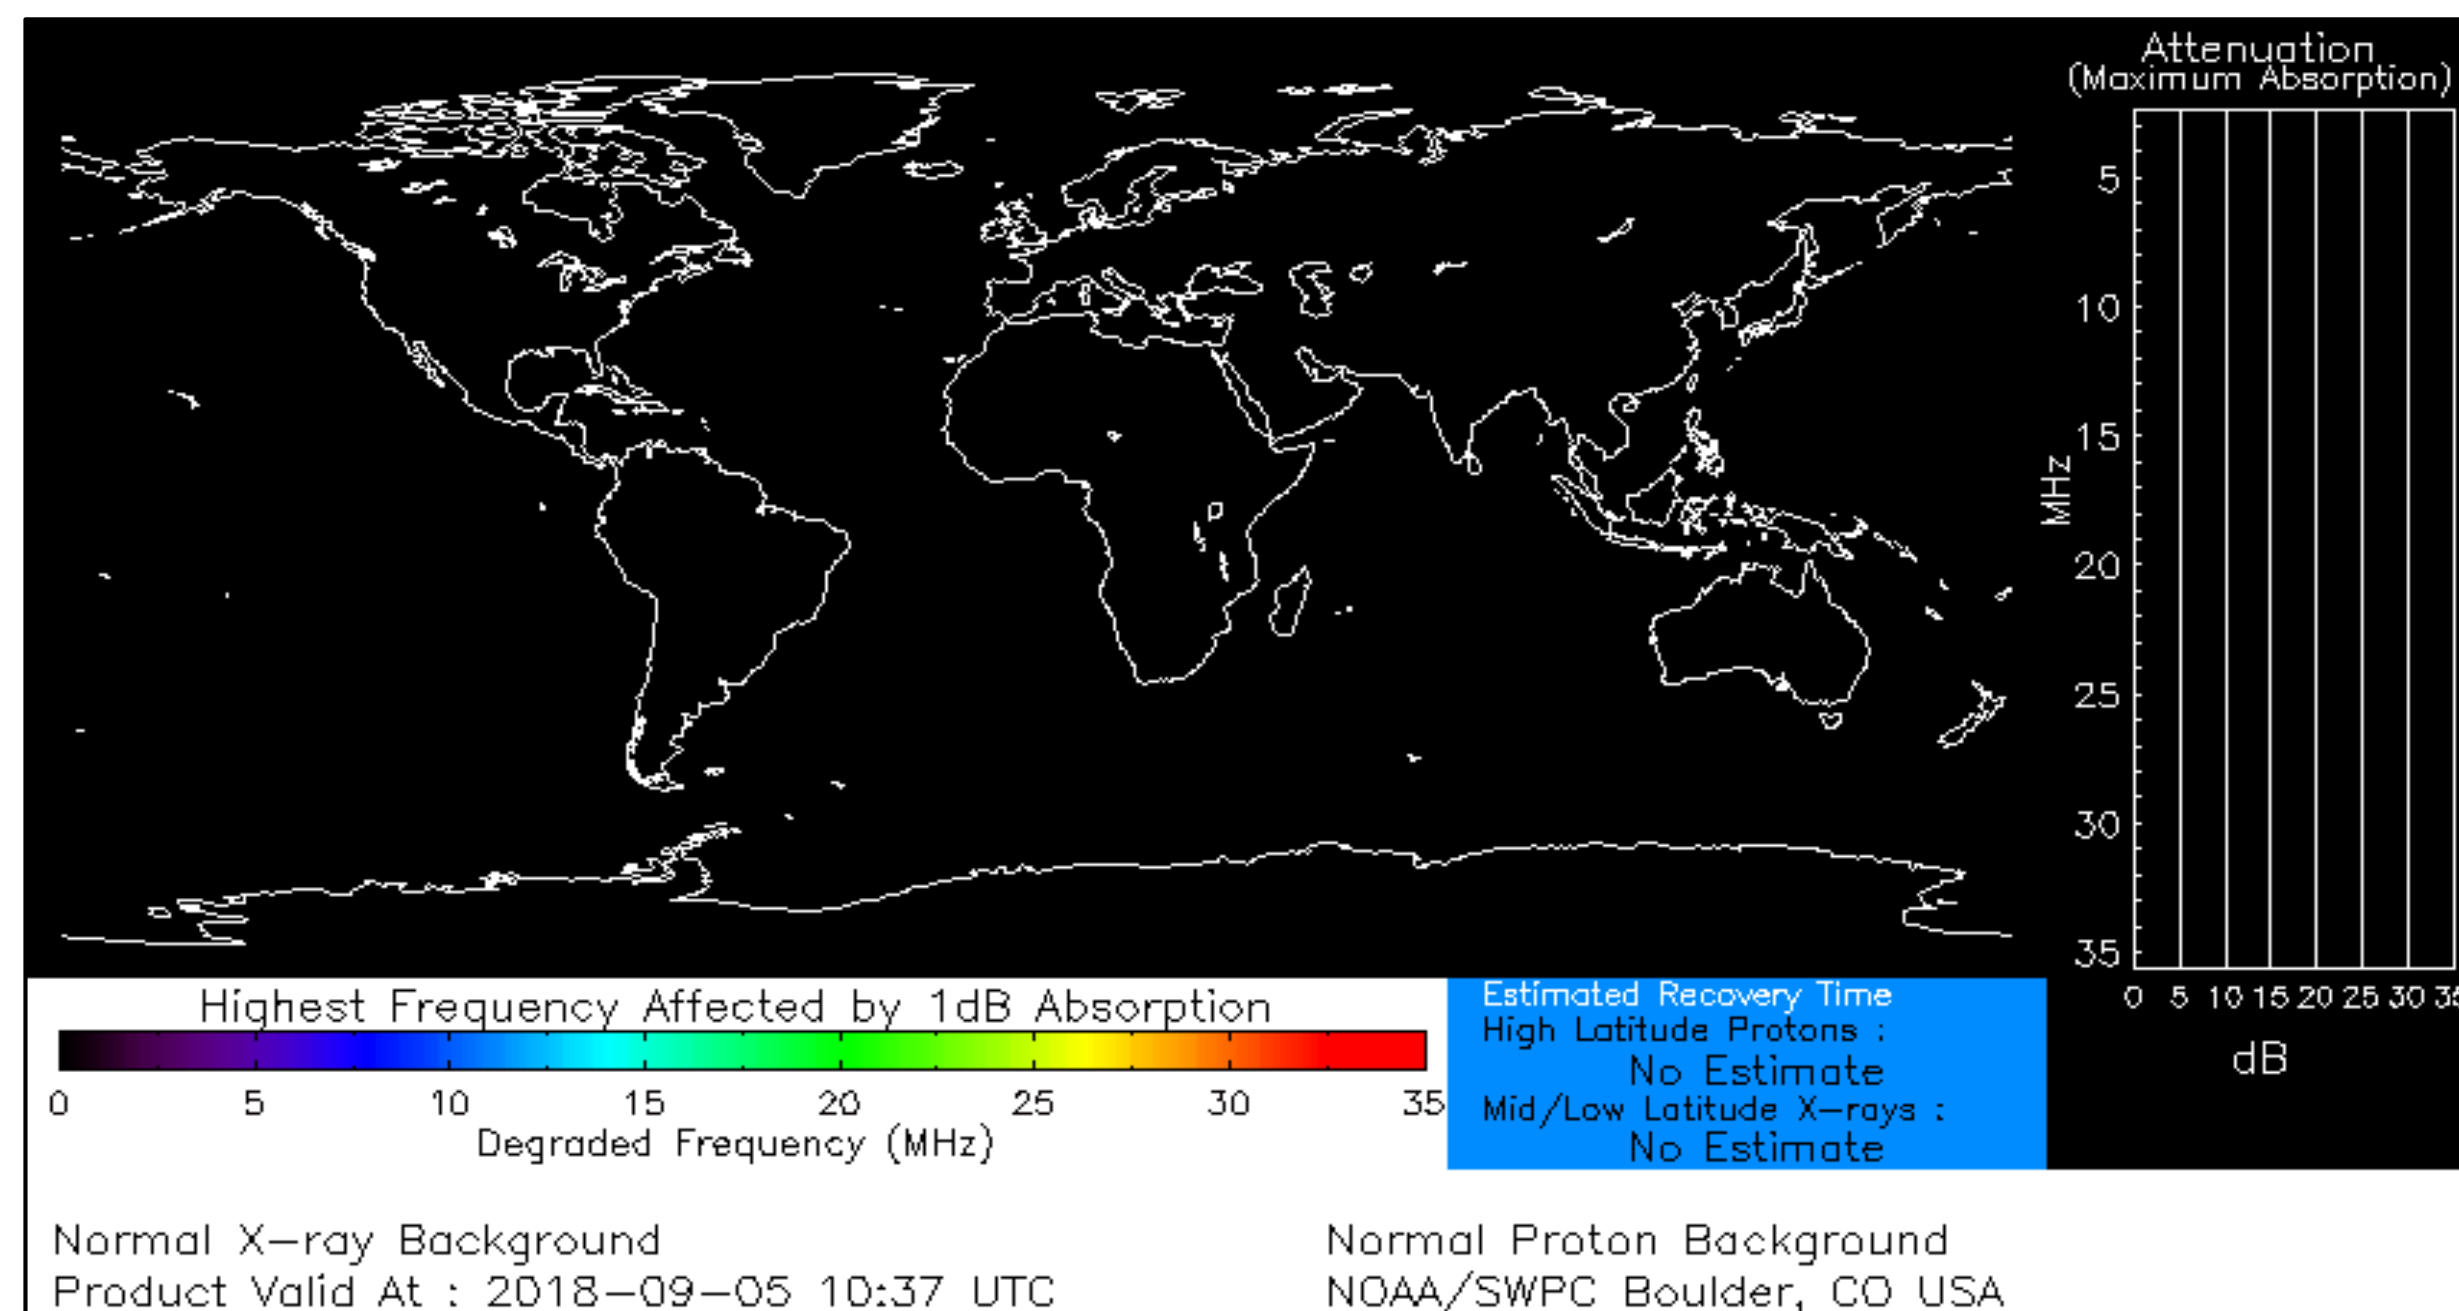 Attenuation
(Maximum Absorption)
5
10
15
20
25
30
35
MHz
0 5 10 15 20 25 30 35
dB
Highest Frequency Affected by 1dB Absorption
0 5 10 15 20 25 30 35
Degraded Frequency (MHz)
Estimated Recovery Time
High Latitude Protons :
No Estimate
Mid/Low Latitude X-rays :
No Estimate
Normal X-ray Background
Normal Proton Background
Product Valid At : 2018-09-05 10:37 UTC
NOAA/SWPC Boulder, CO USA